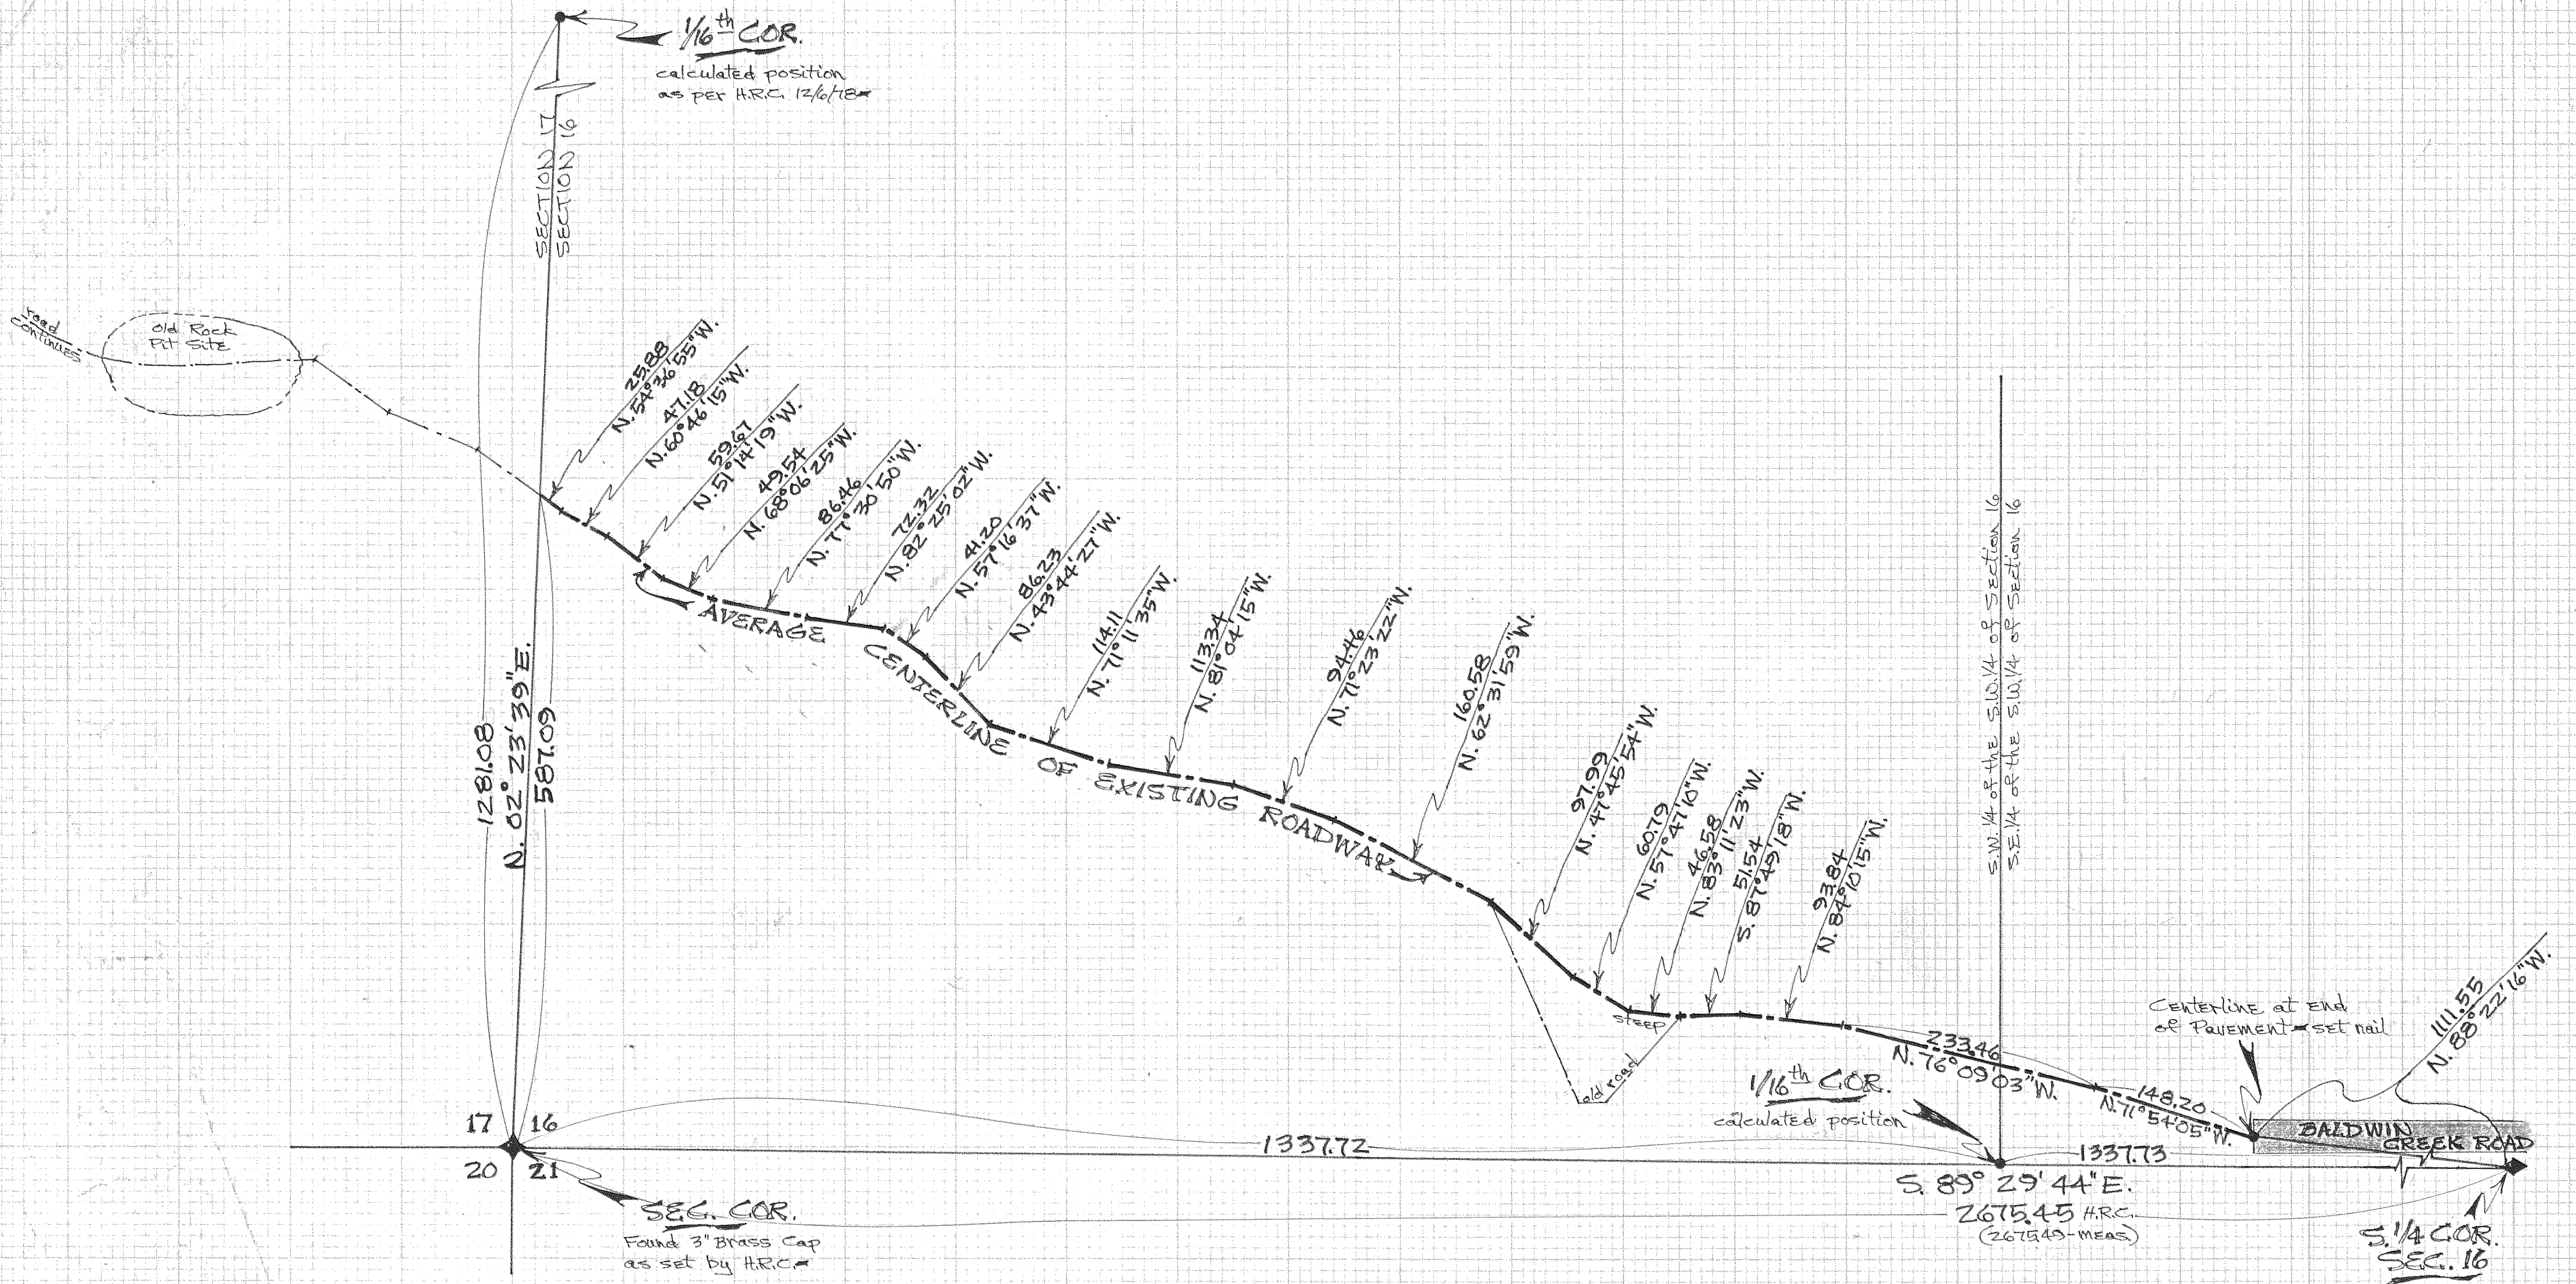 1/16th COR.
calculated position
as per H.R.C. 12/6/78
SECTION 17
SECTION 16
road
continues
Old Rock
Pit Site
25.88
N. 54°36'55"W.
47.18
N. 60°46'15"W.
59.67
N. 51°14'19"W.
49.54
N. 68°06'25"W.
86.46
N. 77°30'50"W.
72.32
N. 82°25'02"W.
41.20
N. 57°16'37"W.
86.23
N. 43°44'27"W.
114.11
N. 71°11'35"W.
113.34
N. 81°04'15"W.
94.46
N. 71°23'22"W.
160.58
N. 62°31'59"W.
97.99
N. 47°45'54"W.
60.79
N. 57°47'10"W.
46.58
N. 83°11'23"W.
51.54
S. 87°49'18"W.
93.84
N. 84°10'15"W.
AVERAGE CENTERLINE OF EXISTING ROADWAY
1281.08
N. 02° 23' 39"E.
587.09
S.W. 1/4 of the S.W. 1/4 of Section 16
S.E. 1/4 of the S.W. 1/4 of Section 16
steep
old road
233.46
N. 76°09'03"W.
148.20
N. 71°54'05"W.
Centerline at end
of Pavement - set nail
1111.55
N. 88°22'16"W.
BALDWIN
CREEK ROAD
1/16th COR.
calculated position
17 16
20 21
1337.72
1337.73
S. 89° 29' 44"E.
2675.45 H.R.C.
(2675.49-meas)
SEC. COR.
Found 3" Brass Cap
as set by H.R.C.
S. 1/4 COR.
SEC. 16